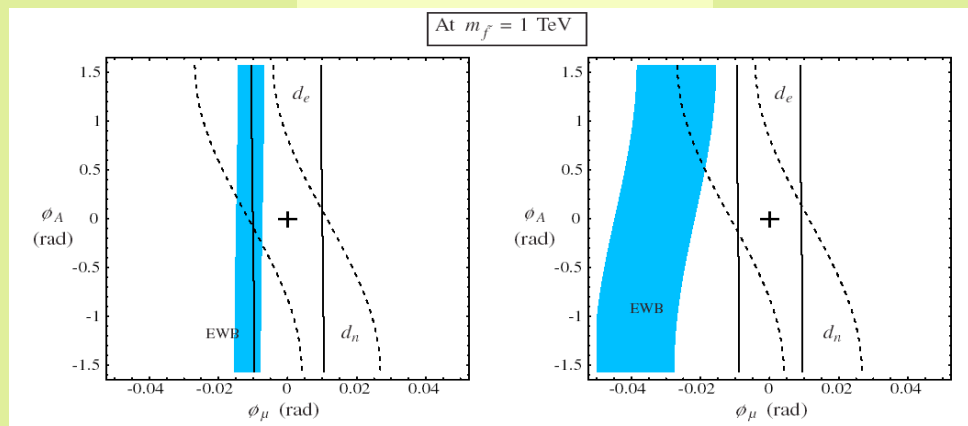 At m_f̃ = 1 TeV
1.5
1
0.5
ϕ_A 0
(rad)
-0.5
-1
-1.5
d_e
EWB
d_n
-0.04 -0.02 0 0.02 0.04
ϕ_μ (rad)
1.5
1
0.5
ϕ_A 0
(rad)
-0.5
-1
-1.5
d_e
EWB
d_n
-0.04 -0.02 0 0.02 0.04
ϕ_μ (rad)